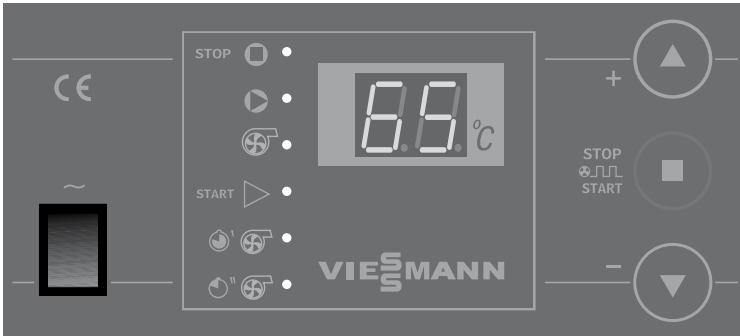 STOP
CE
65 °C
+
STOP
START
START
~
'
VIESSMANN
"
−